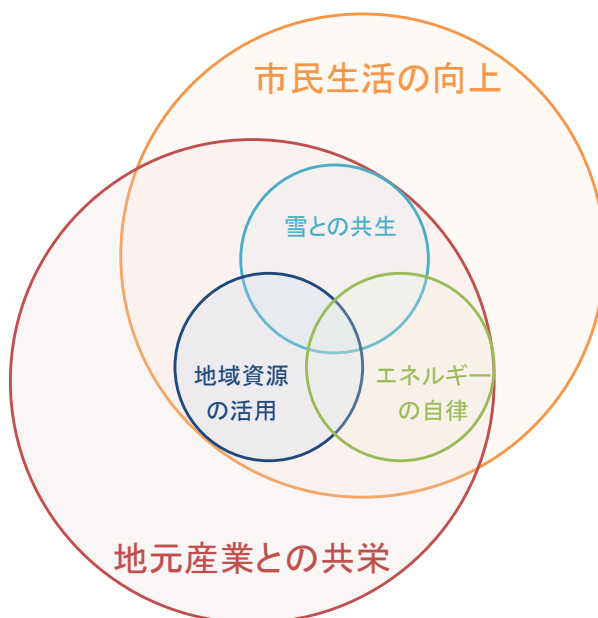 市民生活の向上
雪との共生
地域資源
の活用
エネルギー
の自律
地元産業との共栄